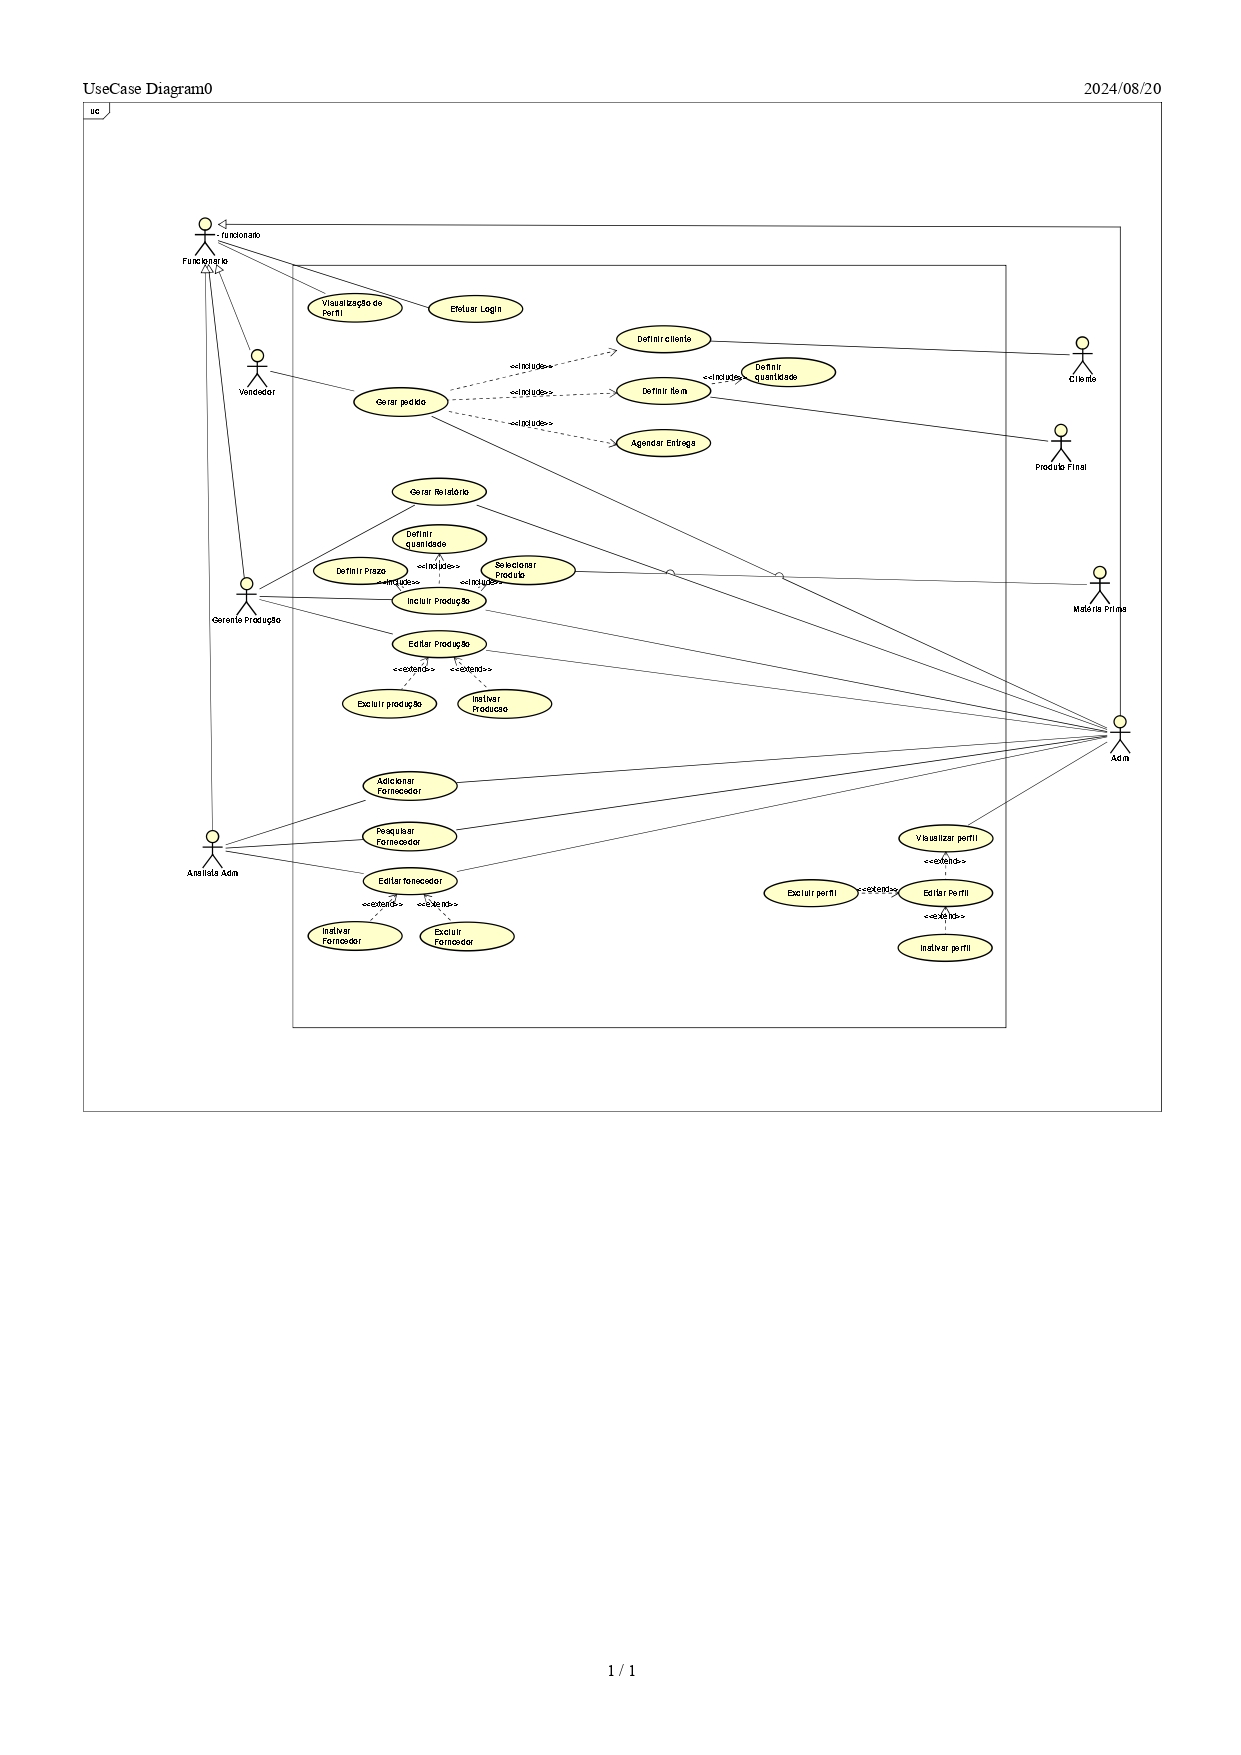 UseCase Diagram0
2024/08/20
uc
- funcionario
Funcionario
Visualização de
Perfil
Efetuar Login
Definir cliente
Cliente
<<include>>
Definir
quantidade
<<include>>
Vendedor
Gerar pedido
<<include>>
Definir item
<<include>>
Agendar Entrega
Produto Final
Gerar Relatório
Definir
quanidade
<<include>>
Definir Prazo
Selecionar
Produto
<<include>>
<<include>>
Incluir Produção
Matéria Prima
Gerente Produção
Editar Produção
<<extend>>
<<extend>>
Excluir produção
Inativar
Producao
Adm
Adicionar
Fornecedor
Pesquisar
Fornecedor
Visualizar perfil
<<extend>>
Analista Adm
Editar fonecedor
Excluir perfil
<<extend>>
Editar Perfil
<<extend>>
<<extend>>
<<extend>>
Inativar
Forncedor
Excluir
Forncedor
Inativar perfil
1 / 1